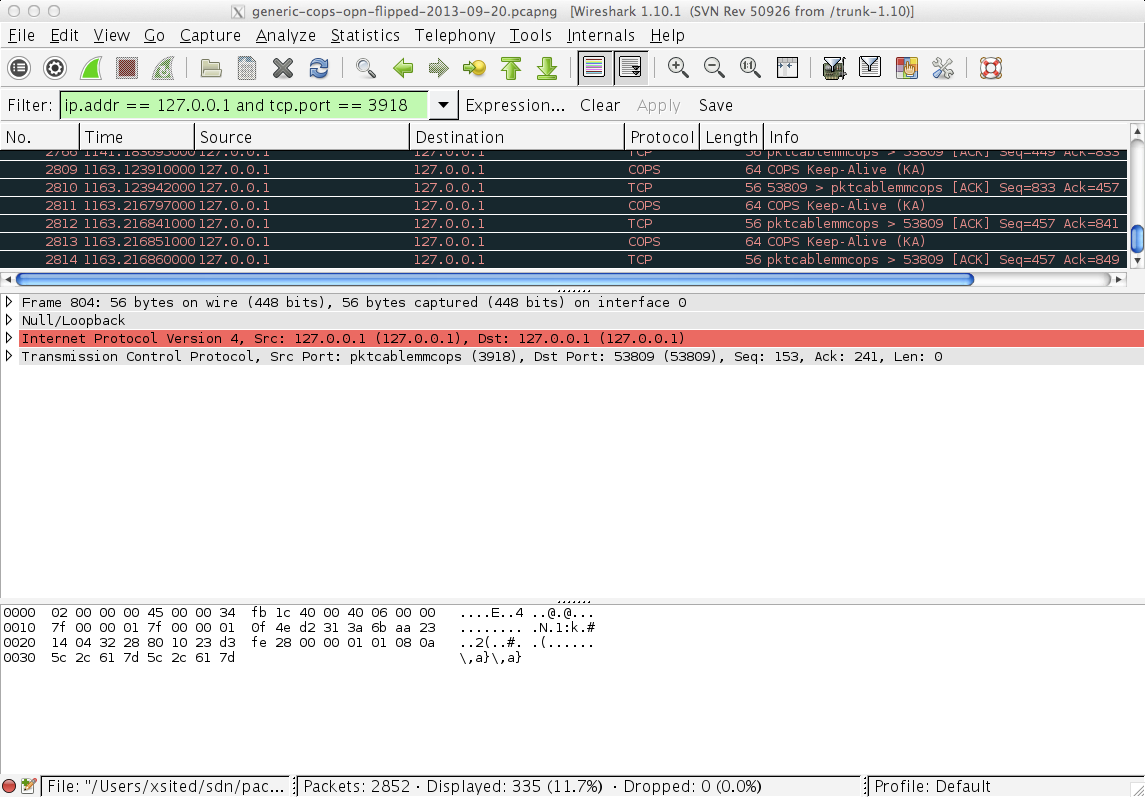 generic-cops-opn-flipped-2013-09-20.pcapng [Wireshark 1.10.1 (SVN Rev 50926 from /trunk-1.10)]
File Edit View Go Capture Analyze Statistics Telephony Tools Internals Help
Filter: ip.addr == 127.0.0.1 and tcp.port == 3918 Expression... Clear Apply Save
No. Time Source Destination Protocol Length Info
2766 1141.183695000 127.0.0.1 127.0.0.1 TCP 56 pktcablemmcops > 53809 [ACK] Seq=449 Ack=833
2809 1163.123910000 127.0.0.1 127.0.0.1 COPS 64 COPS Keep-Alive (KA)
2810 1163.123942000 127.0.0.1 127.0.0.1 TCP 56 53809 > pktcablemmcops [ACK] Seq=833 Ack=457
2811 1163.216797000 127.0.0.1 127.0.0.1 COPS 64 COPS Keep-Alive (KA)
2812 1163.216841000 127.0.0.1 127.0.0.1 TCP 56 pktcablemmcops > 53809 [ACK] Seq=457 Ack=841
2813 1163.216851000 127.0.0.1 127.0.0.1 COPS 64 COPS Keep-Alive (KA)
2814 1163.216860000 127.0.0.1 127.0.0.1 TCP 56 pktcablemmcops > 53809 [ACK] Seq=457 Ack=849
Frame 804: 56 bytes on wire (448 bits), 56 bytes captured (448 bits) on interface 0
Null/Loopback
Internet Protocol Version 4, Src: 127.0.0.1 (127.0.0.1), Dst: 127.0.0.1 (127.0.0.1)
Transmission Control Protocol, Src Port: pktcablemmcops (3918), Dst Port: 53809 (53809), Seq: 153, Ack: 241, Len: 0
0000 02 00 00 00 45 00 00 34 fb 1c 40 00 40 06 00 00 ....E..4 ..@.@...
0010 7f 00 00 01 7f 00 00 01 0f 4e d2 31 3a 6b aa 23 ........ .N.1:k.#
0020 14 04 32 28 80 10 23 d3 fe 28 00 00 01 01 08 0a ..2(..#. .(......
0030 5c 2c 61 7d 5c 2c 61 7d \,a}\,a}
File: "/Users/xsited/sdn/pac... Packets: 2852 · Displayed: 335 (11.7%) · Dropped: 0 (0.0%) Profile: Default